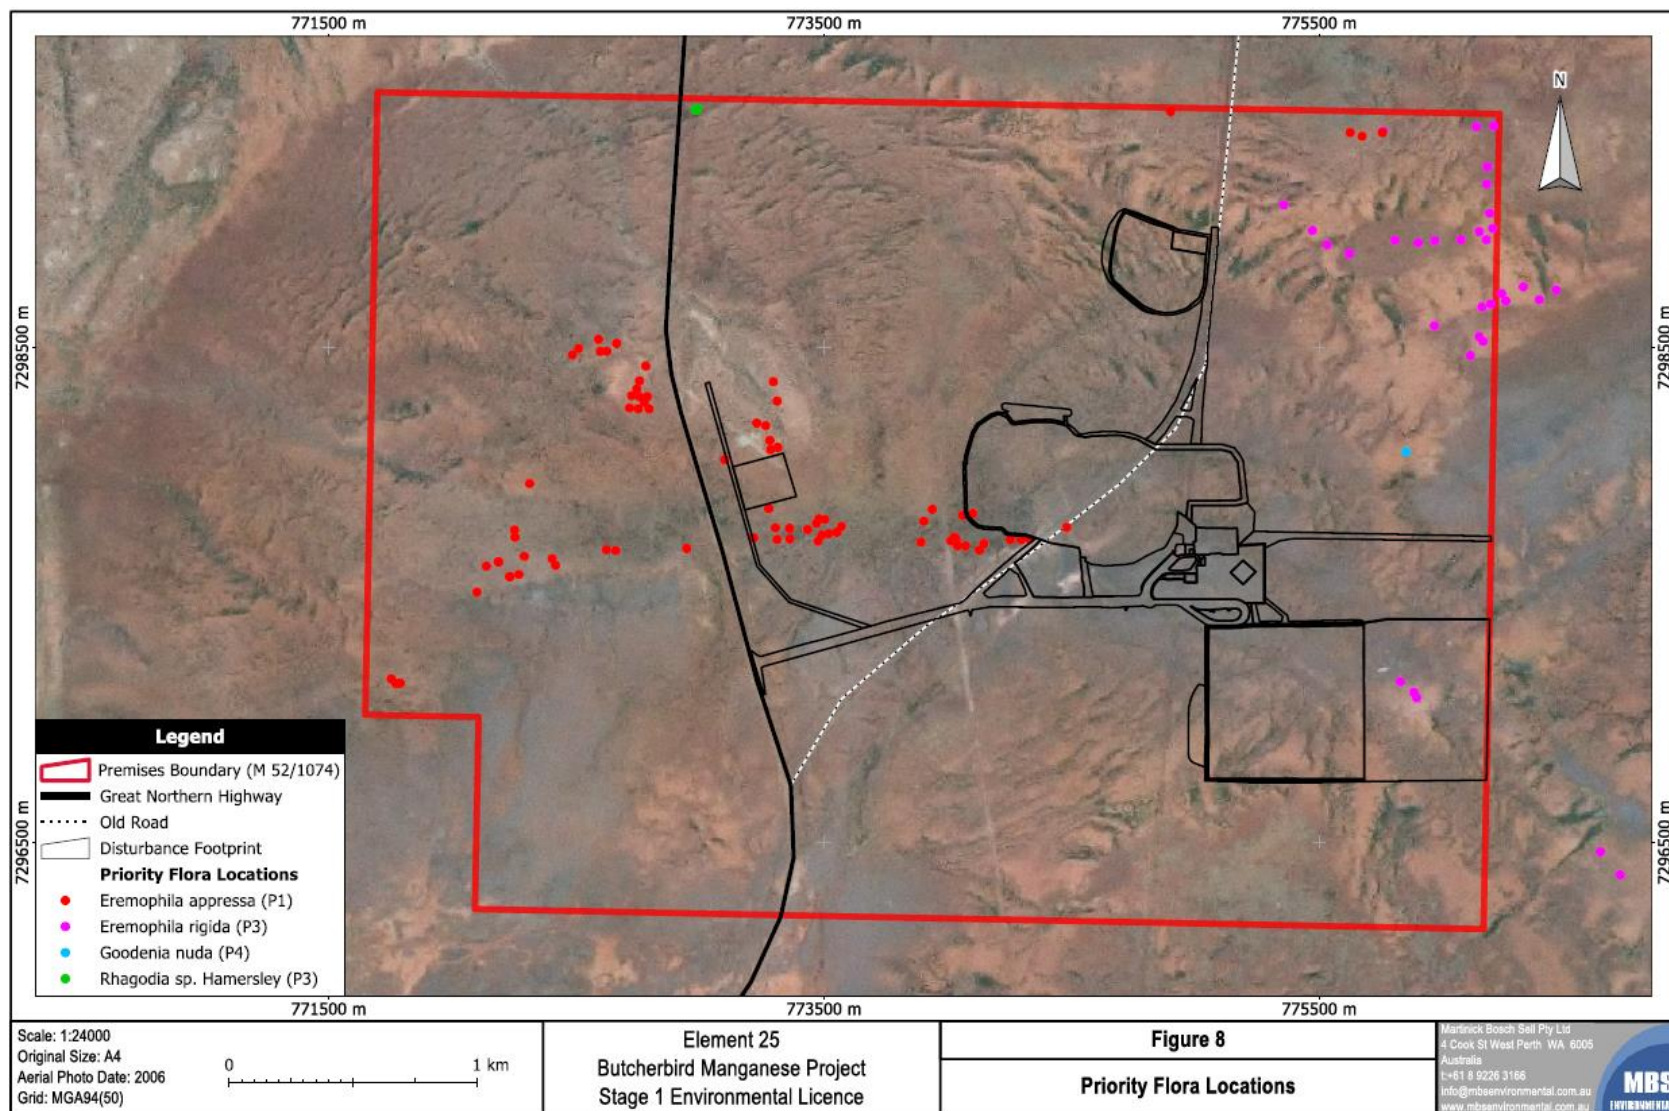 771500 m
773500 m
775500 m
N
7298500 m
7298500 m
7296500 m
7296500 m
Legend
Premises Boundary (M 52/1074)
Great Northern Highway
Old Road
Disturbance Footprint
Priority Flora Locations
Eremophila appressa (P1)
Eremophila rigida (P3)
Goodenia nuda (P4)
Rhagodia sp. Hamersley (P3)
771500 m
773500 m
775500 m
Scale: 1:24000
Original Size: A4
Aerial Photo Date: 2006
Grid: MGA94(50)
0
1 km
Element 25
Butcherbird Manganese Project
Stage 1 Environmental Licence
Figure 8
Priority Flora Locations
Martinick Bosch Sell Pty Ltd
4 Cook St West Perth WA 6005
Australia
t:+61 8 9226 3166
info@mbsenvironmental.com.au
www.mbsenvironmental.com.au
MBS